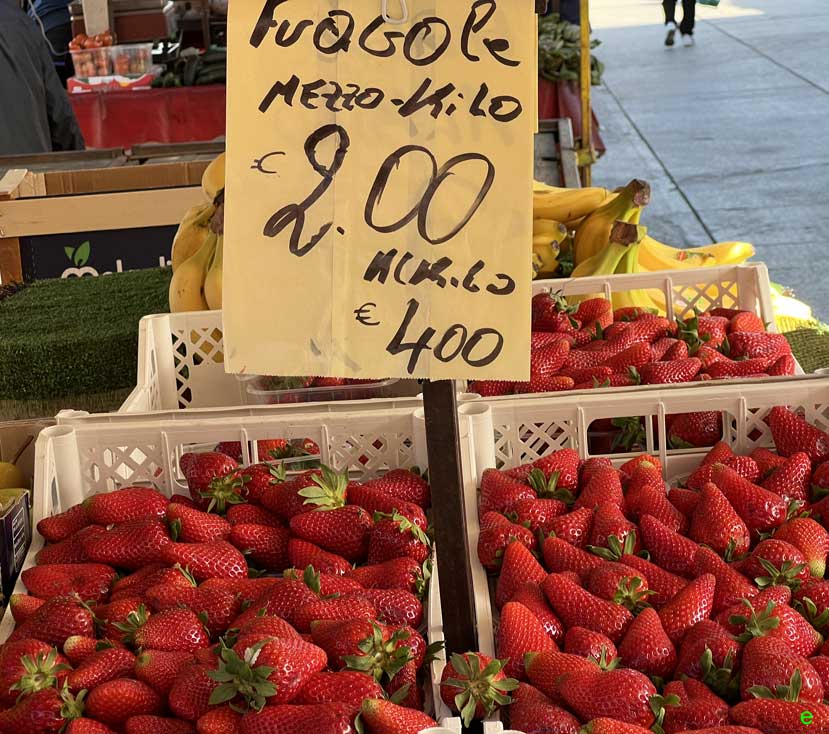 Fragole
MEZZO-KiLO
€ 2.00
AL KiLO
€ 400
e